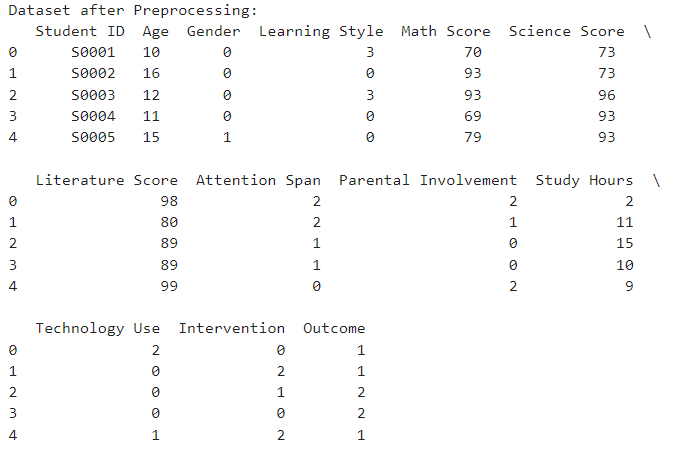 Dataset after Preprocessing:
  Student ID  Age  Gender  Learning Style  Math Score  Science Score  \
0      S0001   10       0               3          70             73
1      S0002   16       0               0          93             73
2      S0003   12       0               3          93             96
3      S0004   11       0               0          69             93
4      S0005   15       1               0          79             93
   Literature Score  Attention Span  Parental Involvement  Study Hours  \
0                98               2                     2            2
1                80               2                     1           11
2                89               1                     0           15
3                89               1                     0           10
4                99               0                     2            9
   Technology Use  Intervention  Outcome
0               2             0        1
1               0             2        1
2               0             1        2
3               0             0        2
4               1             2        1